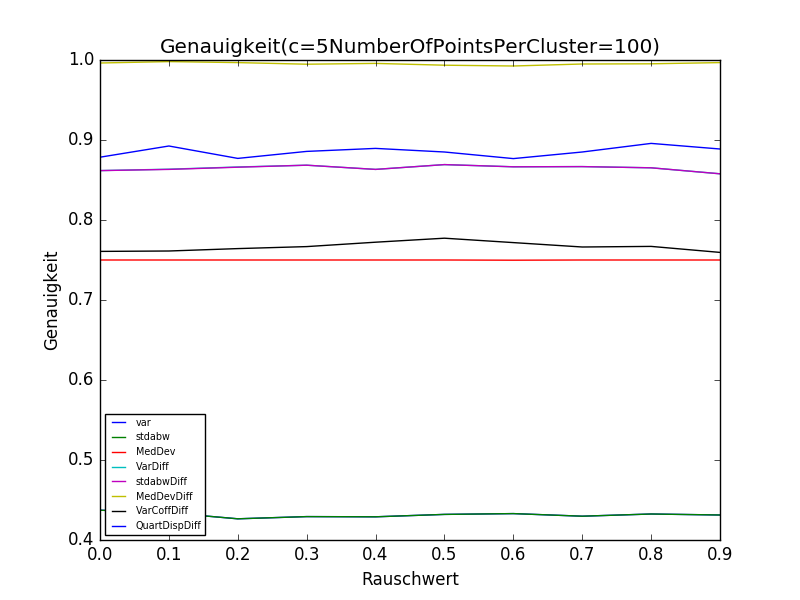 Genauigkeit(c=5NumberOfPointsPerCluster=100)
1.0
0.9
0.8
0.7
0.6
0.5
0.4
Genauigkeit
var
stdabw
MedDev
VarDiff
stdabwDiff
MedDevDiff
VarCoffDiff
QuartDispDiff
0.0 0.1 0.2 0.3 0.4 0.5 0.6 0.7 0.8 0.9
Rauschwert